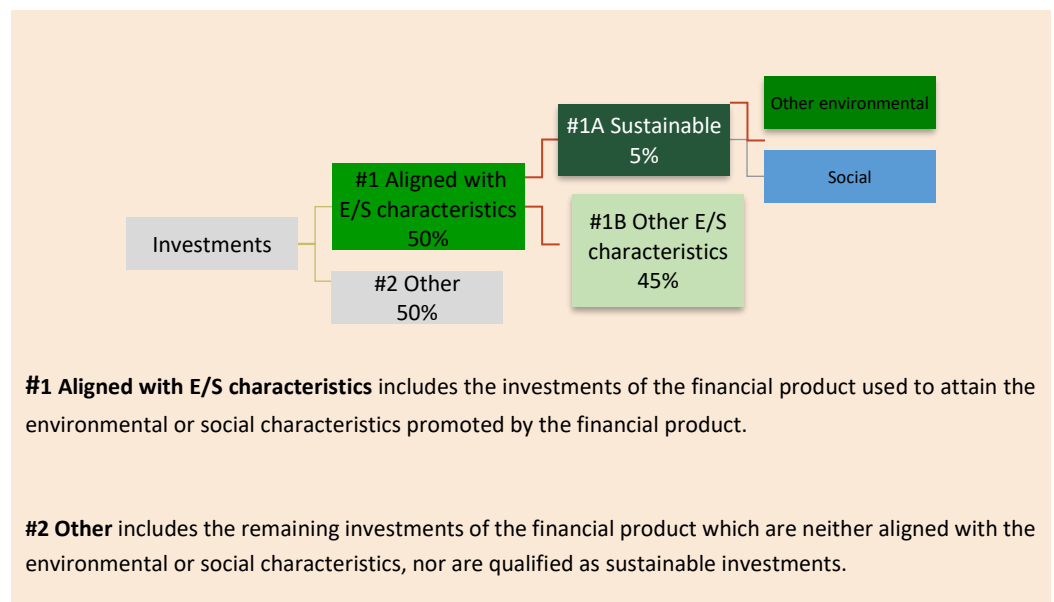 Other environmental
#1A Sustainable
5%
Social
#1 Aligned with
E/S characteristics
50%
#1B Other E/S
characteristics
45%
Investments
#2 Other
50%
#1 Aligned with E/S characteristics includes the investments of the financial product used to attain the
environmental or social characteristics promoted by the financial product.
#2 Other includes the remaining investments of the financial product which are neither aligned with the
environmental or social characteristics, nor are qualified as sustainable investments.